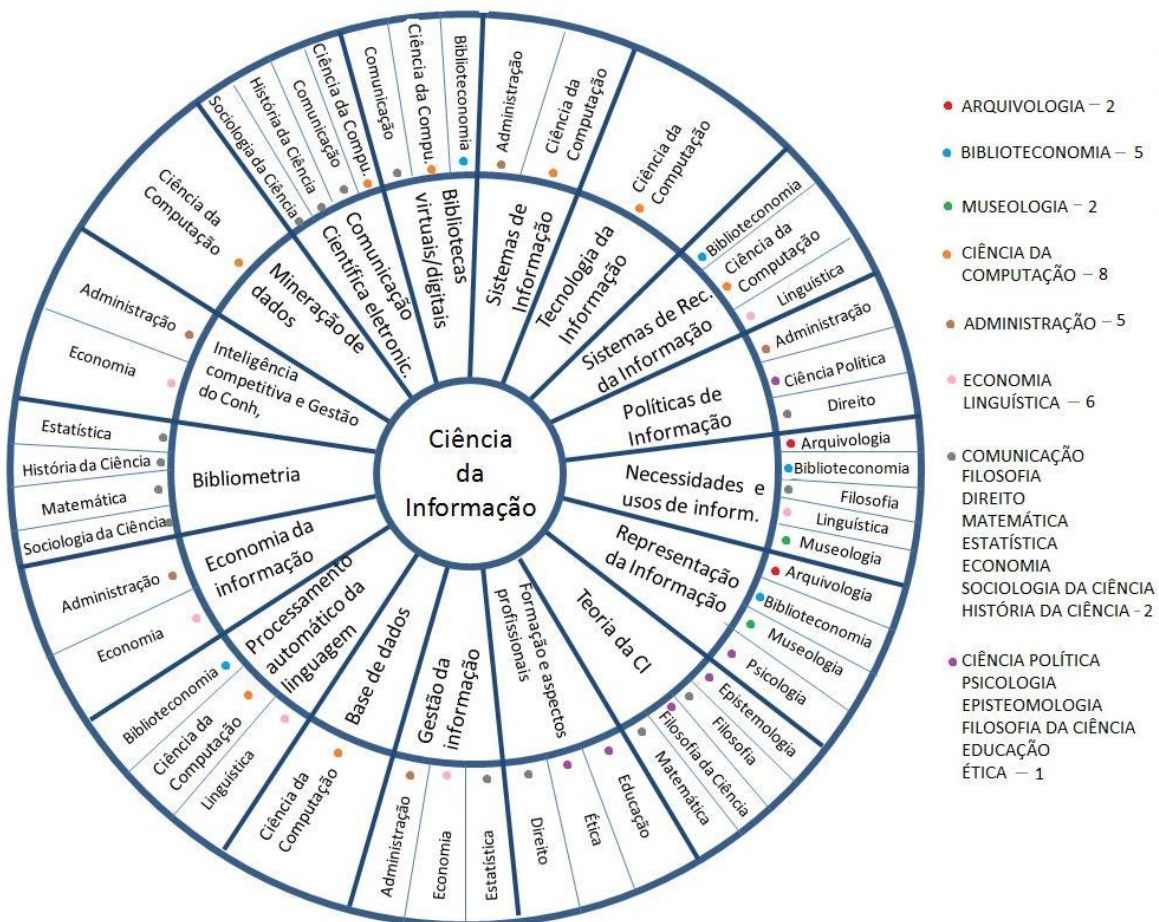 Ciência
da
Informação
Sistemas de
Informação
Administração
Ciência da
Computação
Tecnologia da
Informação
Ciência da
Computação
Sistemas de Rec.
da Informação
Biblioteconomia
Ciência da
Computação
Linguística
Políticas de
Informação
Administração
Ciência Política
Direito
Necessidades e
usos de inform.
Arquivologia
Biblioteconomia
Filosofia
Linguística
Museologia
Representação
da Informação
Arquivologia
Biblioteconomia
Museologia
Psicologia
Teoria da CI
Epistemologia
Filosofia
Filosofia da Ciência
Matemática
Formação e aspectos
profissionais
Educação
Ética
Direito
Gestão da
informação
Estatística
Economia
Administração
Base de dados
Ciência da
Computação
Processamento
automático da
linguagem
Linguística
Ciência da
Computação
Biblioteconomia
Economia da
informação
Economia
Administração
Bibliometria
Sociologia da Ciência
Matemática
História da Ciência
Estatística
Inteligência
competitiva e Gestão
do Conh,
Economia
Administração
Mineração de
dados
Ciência da
Computação
Comunicação
Científica eletronic.
Sociologia da Ciência
História da Ciência
Comunicação
Ciência da Compu.
Bibliotecas
virtuais/digitais
Comunicação
Ciência da Compu.
Biblioteconomia
ARQUIVOLOGIA – 2
BIBLIOTECONOMIA – 5
MUSEOLOGIA – 2
CIÊNCIA DA
COMPUTAÇÃO – 8
ADMINISTRAÇÃO – 5
ECONOMIA
LINGUÍSTICA – 6
COMUNICAÇÃO
FILOSOFIA
DIREITO
MATEMÁTICA
ESTATÍSTICA
ECONOMIA
SOCIOLOGIA DA CIÊNCIA
HISTÓRIA DA CIÊNCIA - 2
CIÊNCIA POLÍTICA
PSICOLOGIA
EPISTEOMOLOGIA
FILOSOFIA DA CIÊNCIA
EDUCAÇÃO
ÉTICA – 1